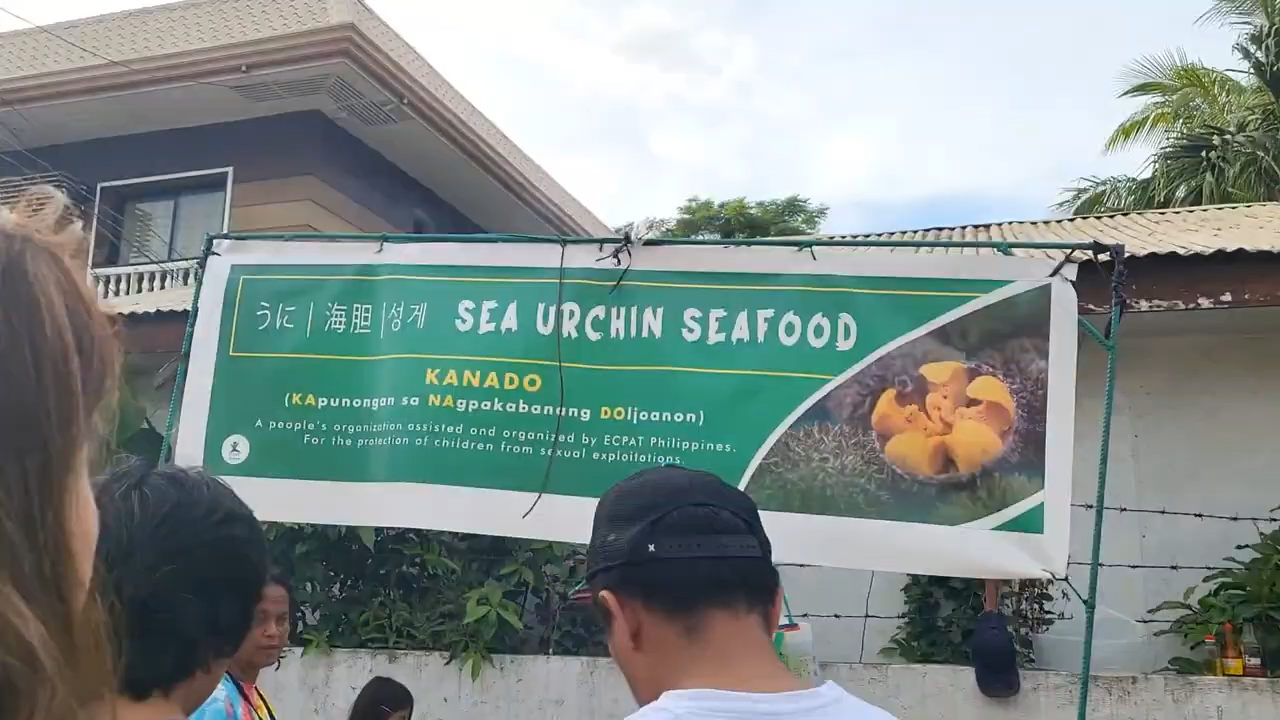 うに | 海胆 | 성게 SEA URCHIN SEAFOOD
KANADO
(KApunongan sa NAgpakabanang DOljoanon)
A people's organization assisted and organized by ECPAT Philippines.
For the protection of children from sexual exploitations.